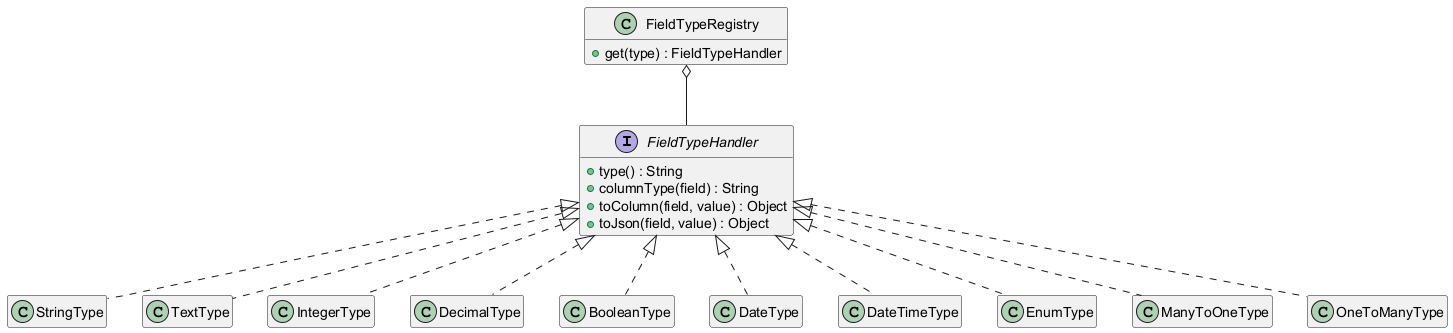 C FieldTypeRegistry
get(type) : FieldTypeHandler
I FieldTypeHandler
type() : String
columnType(field) : String
toColumn(field, value) : Object
toJson(field, value) : Object
C StringType
C TextType
C IntegerType
C DecimalType
C BooleanType
C DateType
C DateTimeType
C EnumType
C ManyToOneType
C OneToManyType